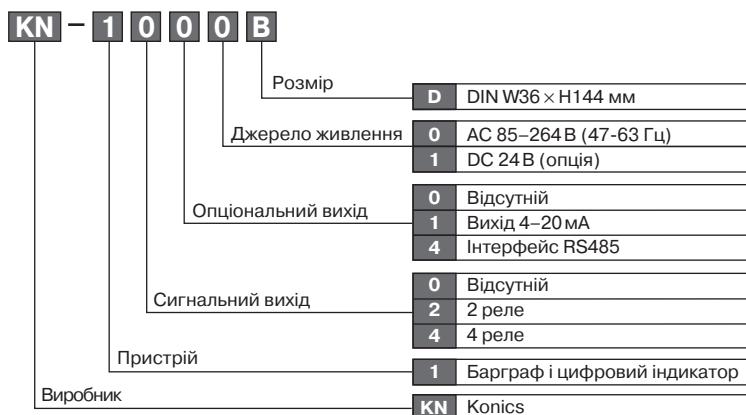 KN – 1 0 0 0 B
Розмір
D DIN W36 × H144 мм
Джерело живлення
0 AC 85–264 В (47-63 Гц)
1 DC 24 В (опція)
Опціональний вихід
0 Відсутній
1 Вихід 4–20 мА
4 Інтерфейс RS485
Сигнальний вихід
0 Відсутній
2 2 реле
4 4 реле
Пристрій
1 Барграф і цифровий індикатор
Виробник
KN Konics